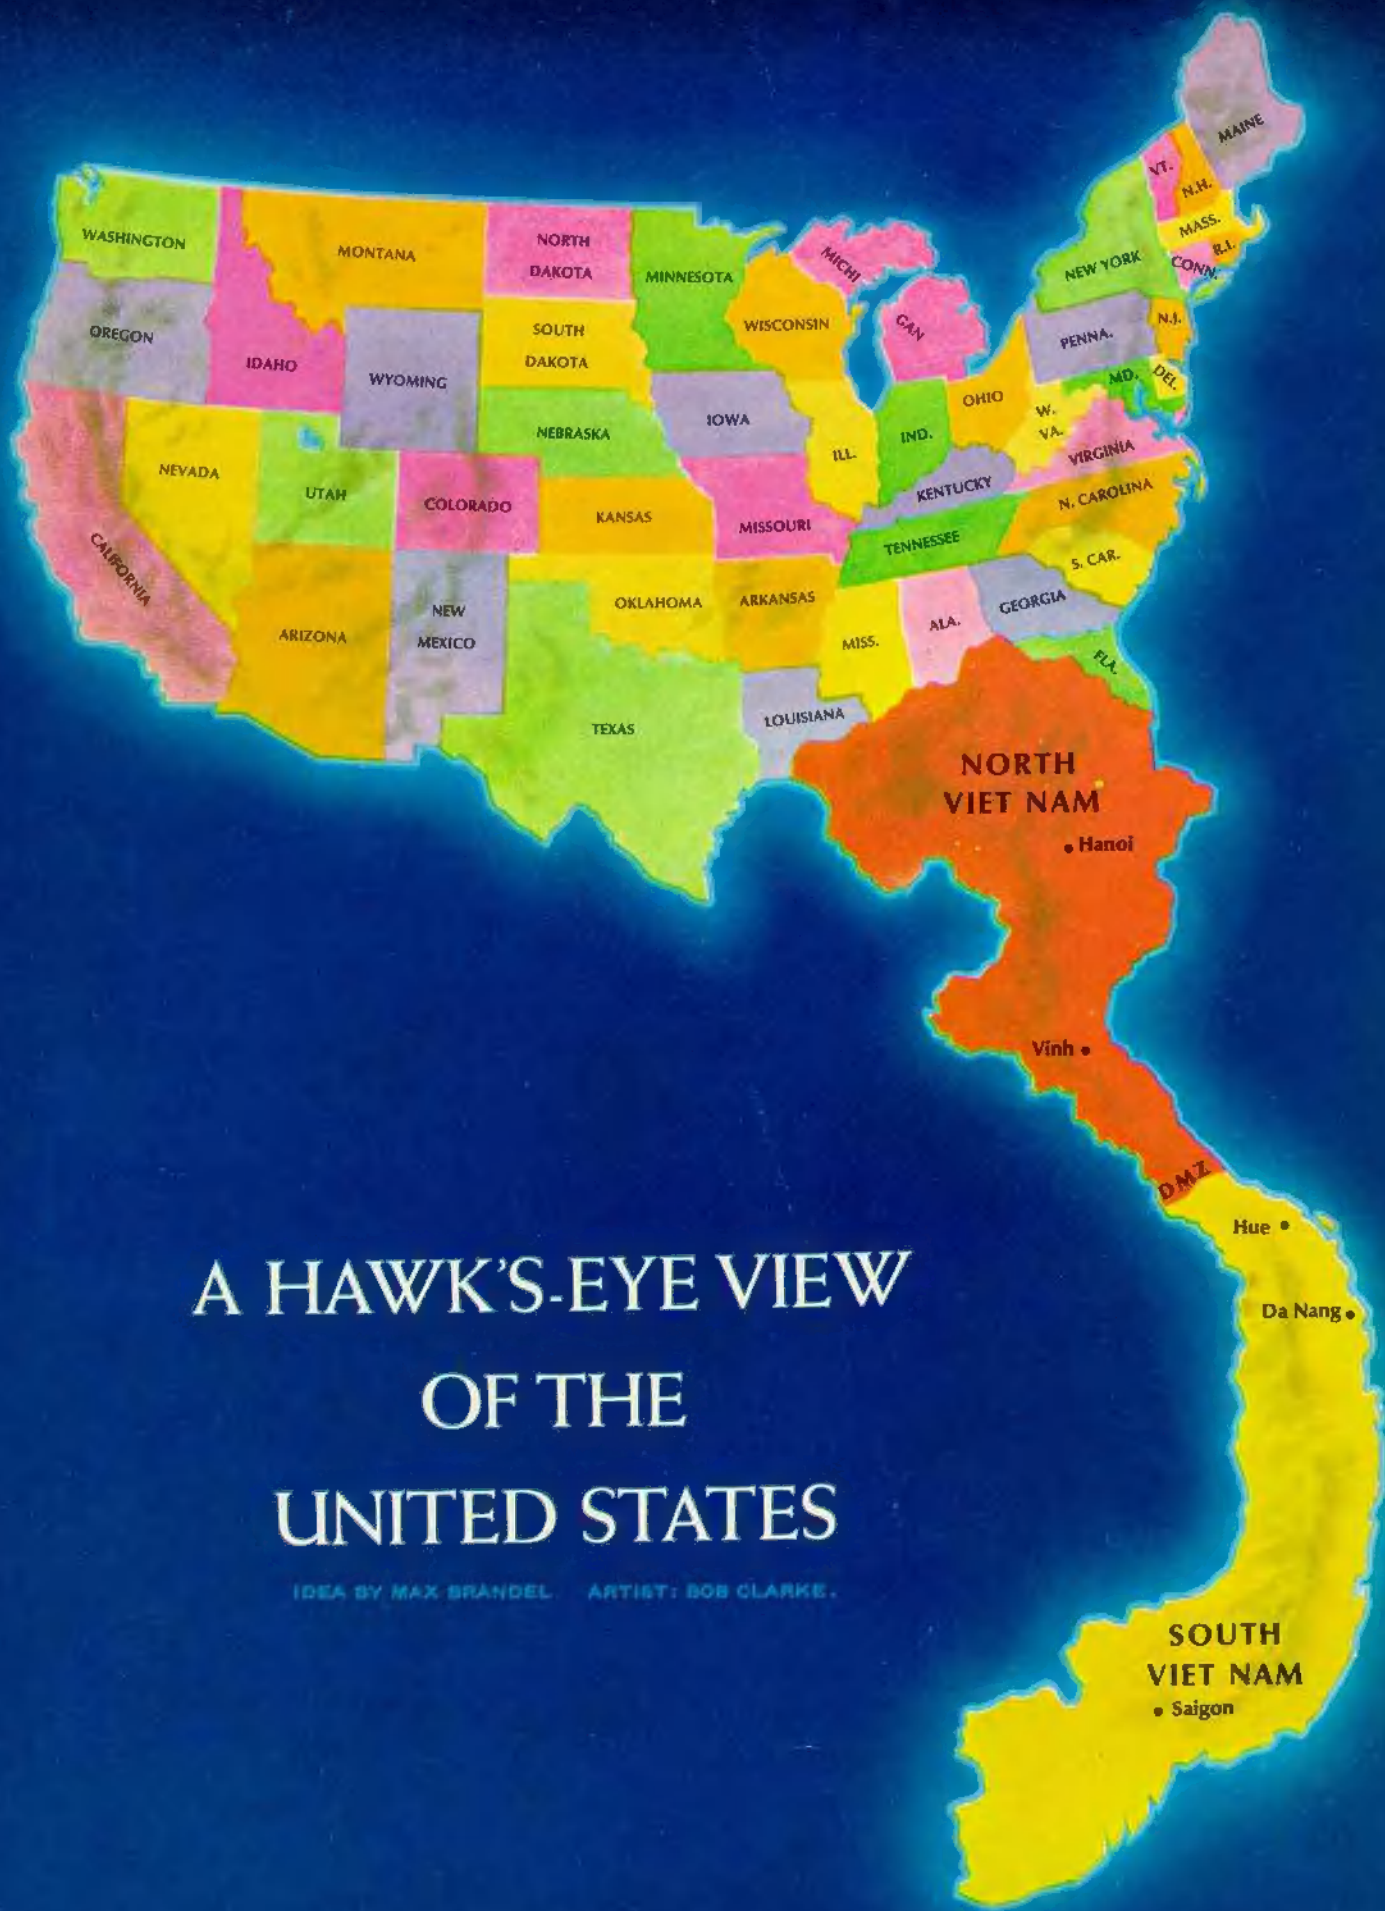 MAINE
VT.
N.H.
MASS.
R.I.
CONN.
NEW YORK
WASHINGTON
MONTANA
NORTH
DAKOTA
MINNESOTA
MICHI
GAN
WISCONSIN
SOUTH
DAKOTA
OREGON
IDAHO
WYOMING
PENNA.
N.J.
MD.
DEL.
OHIO
W.
VA.
VIRGINIA
IOWA
NEBRASKA
ILL.
IND.
KENTUCKY
NEVADA
UTAH
COLORADO
KANSAS
MISSOURI
N. CAROLINA
TENNESSEE
S. CAR.
CALIFORNIA
ARIZONA
NEW
MEXICO
OKLAHOMA
ARKANSAS
MISS.
ALA.
GEORGIA
FLA.
TEXAS
LOUISIANA
NORTH
VIET NAM
Hanoi
Vinh
DMZ
Hue
Da Nang
A HAWK'S-EYE VIEW
OF THE
UNITED STATES
IDEA BY MAX BRANDEL ARTIST: BOB CLARKE.
SOUTH
VIET NAM
Saigon